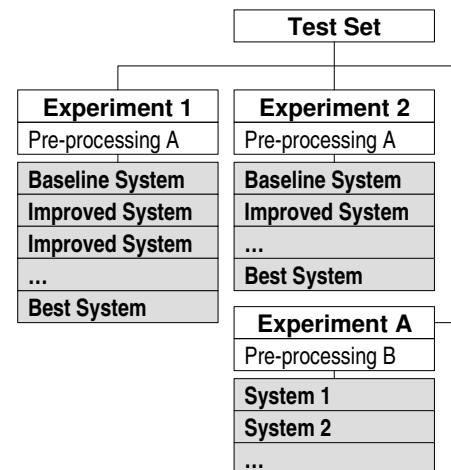 Test Set
Experiment 1
Pre-processing A
Baseline System
Improved System
Improved System
...
Best System
Experiment 2
Pre-processing A
Baseline System
Improved System
...
Best System
Experiment A
Pre-processing B
System 1
System 2
...